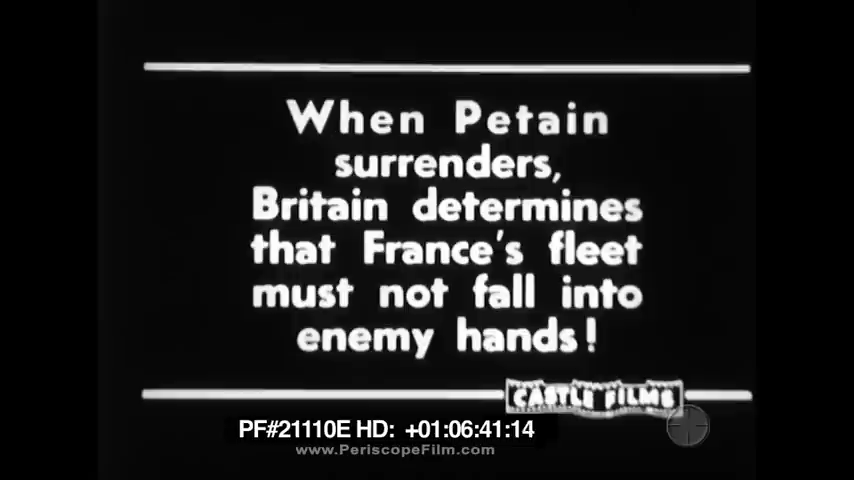 When Petain
surrenders,
Britain determines
that France's fleet
must not fall into
enemy hands!
CASTLE FILMS
PF#21110E HD: +01:06:41:14
www.PeriscopeFilm.com